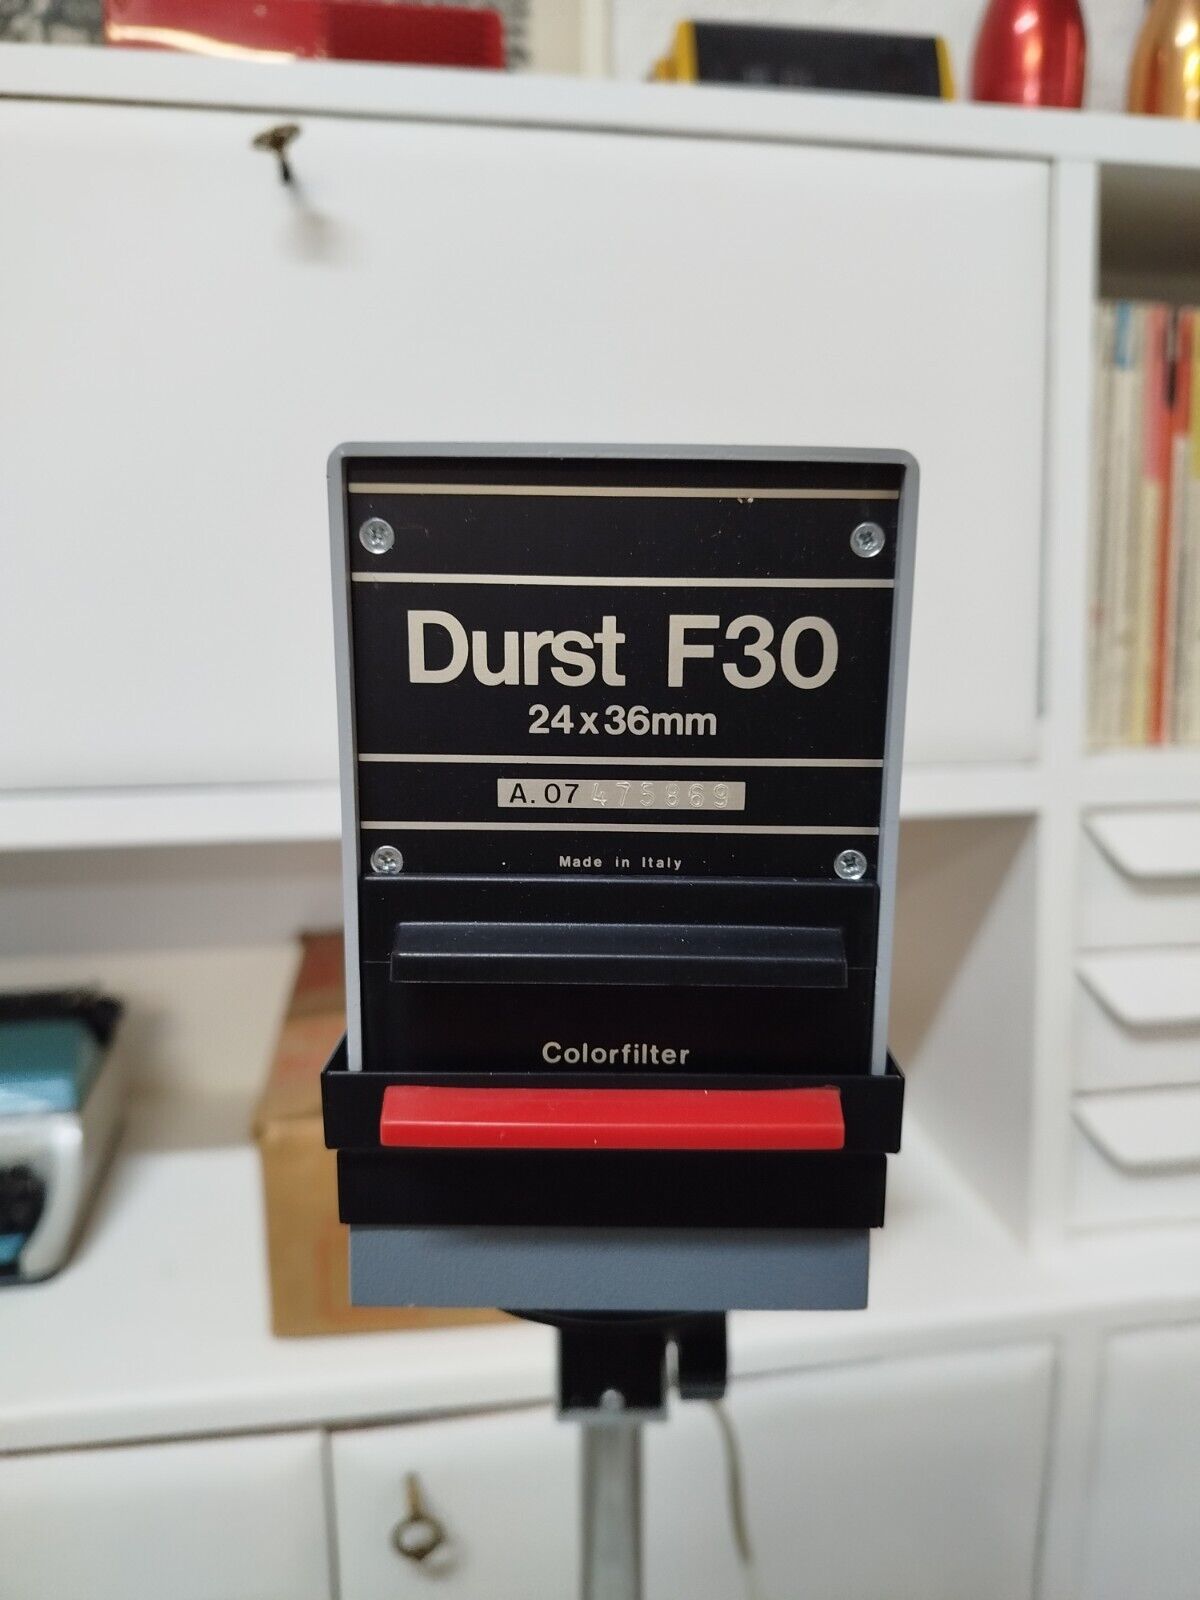 Durst F30
24x36mm
A. 07 475869
Made in Italy
Colorfilter